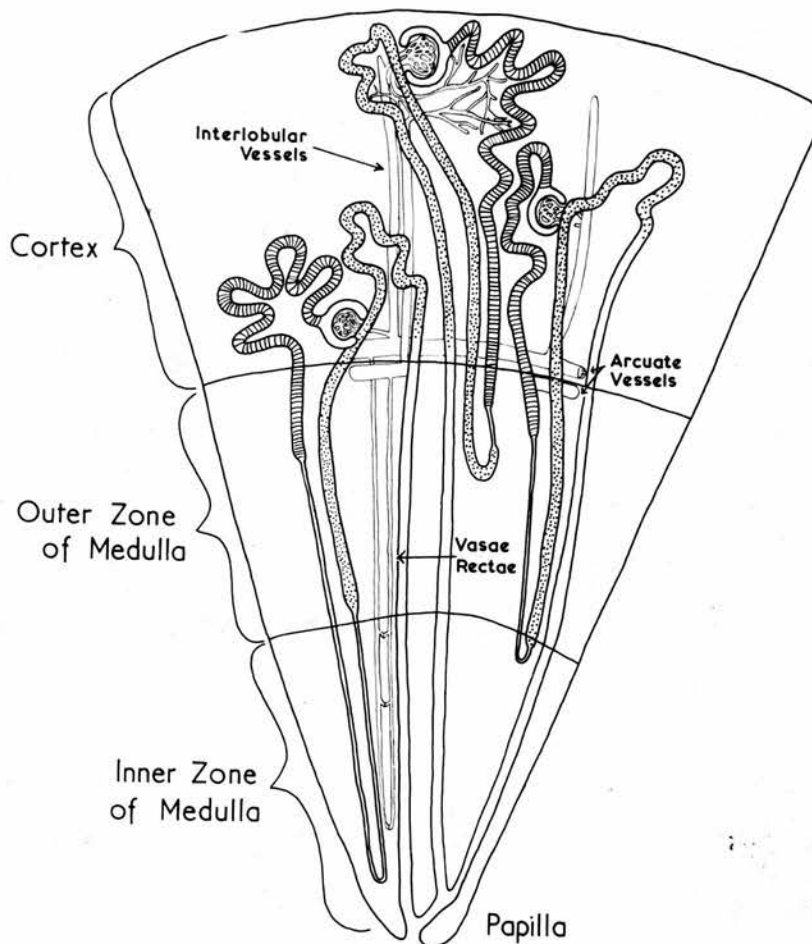 Interlobular
Vessels
Cortex
Arcuate
Vessels
Outer Zone
of Medulla
Vasae
Rectae
Inner Zone
of Medulla
Papilla